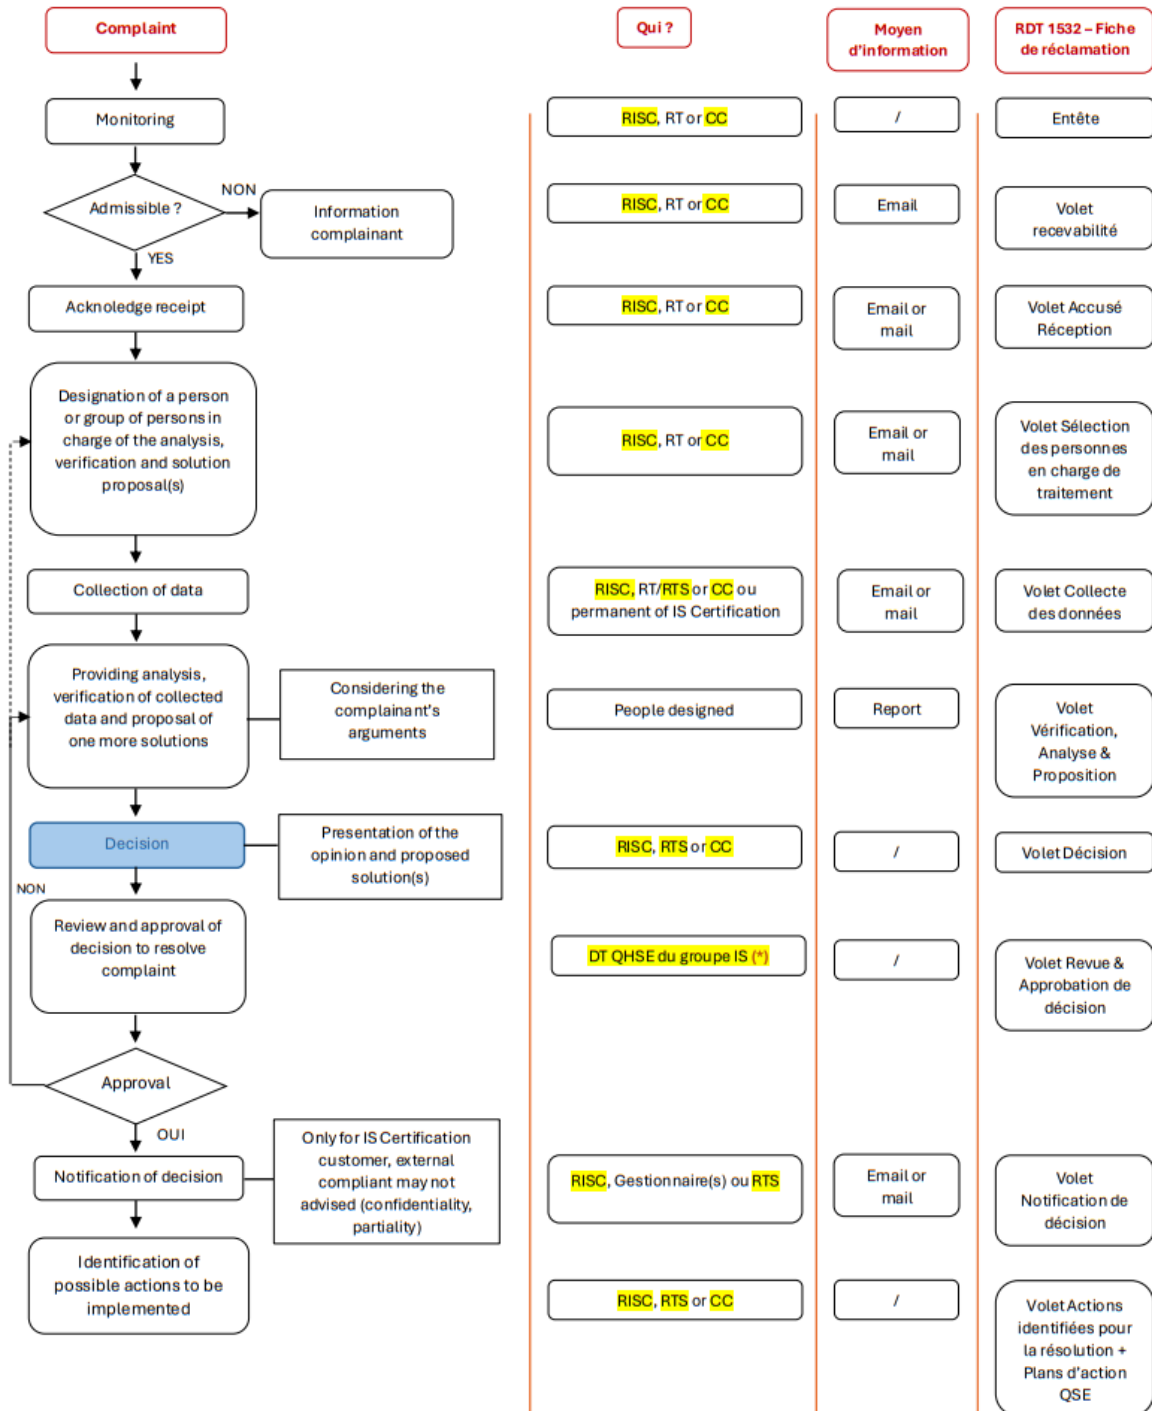 Complaint
Qui ?
Moyen
d'information
RDT 1532 – Fiche
de réclamation
Monitoring
RISC, RT or CC
/
Entête
Admissible ?
NON
Information
complainant
RISC, RT or CC
Email
Volet
recevabilité
YES
Acknoledge receipt
RISC, RT or CC
Email or
mail
Volet Accusé
Réception
Designation of a person
or group of persons in
charge of the analysis,
verification and solution
proposal(s)
RISC, RT or CC
Email or
mail
Volet Sélection
des personnes
en charge de
traitement
Collection of data
RISC, RT/RTS or CC ou
permanent of IS Certification
Email or
mail
Volet Collecte
des données
Providing analysis,
verification of collected
data and proposal of
one more solutions
Considering the
complainant's
arguments
People designed
Report
Volet
Vérification,
Analyse &
Proposition
Decision
Presentation of the
opinion and proposed
solution(s)
RISC, RTS or CC
/
Volet Décision
NON
Review and approval of
decision to resolve
complaint
DT QHSE du groupe IS (*)
/
Volet Revue &
Approbation de
décision
Approval
OUI
Notification of decision
Only for IS Certification
customer, external
compliant may not
advised (confidentiality,
partiality)
RISC, Gestionnaire(s) ou RTS
Email or
mail
Volet
Notification de
décision
Identification of
possible actions to be
implemented
RISC, RTS or CC
/
Volet Actions
identifiées pour
la résolution +
Plans d'action
QSE